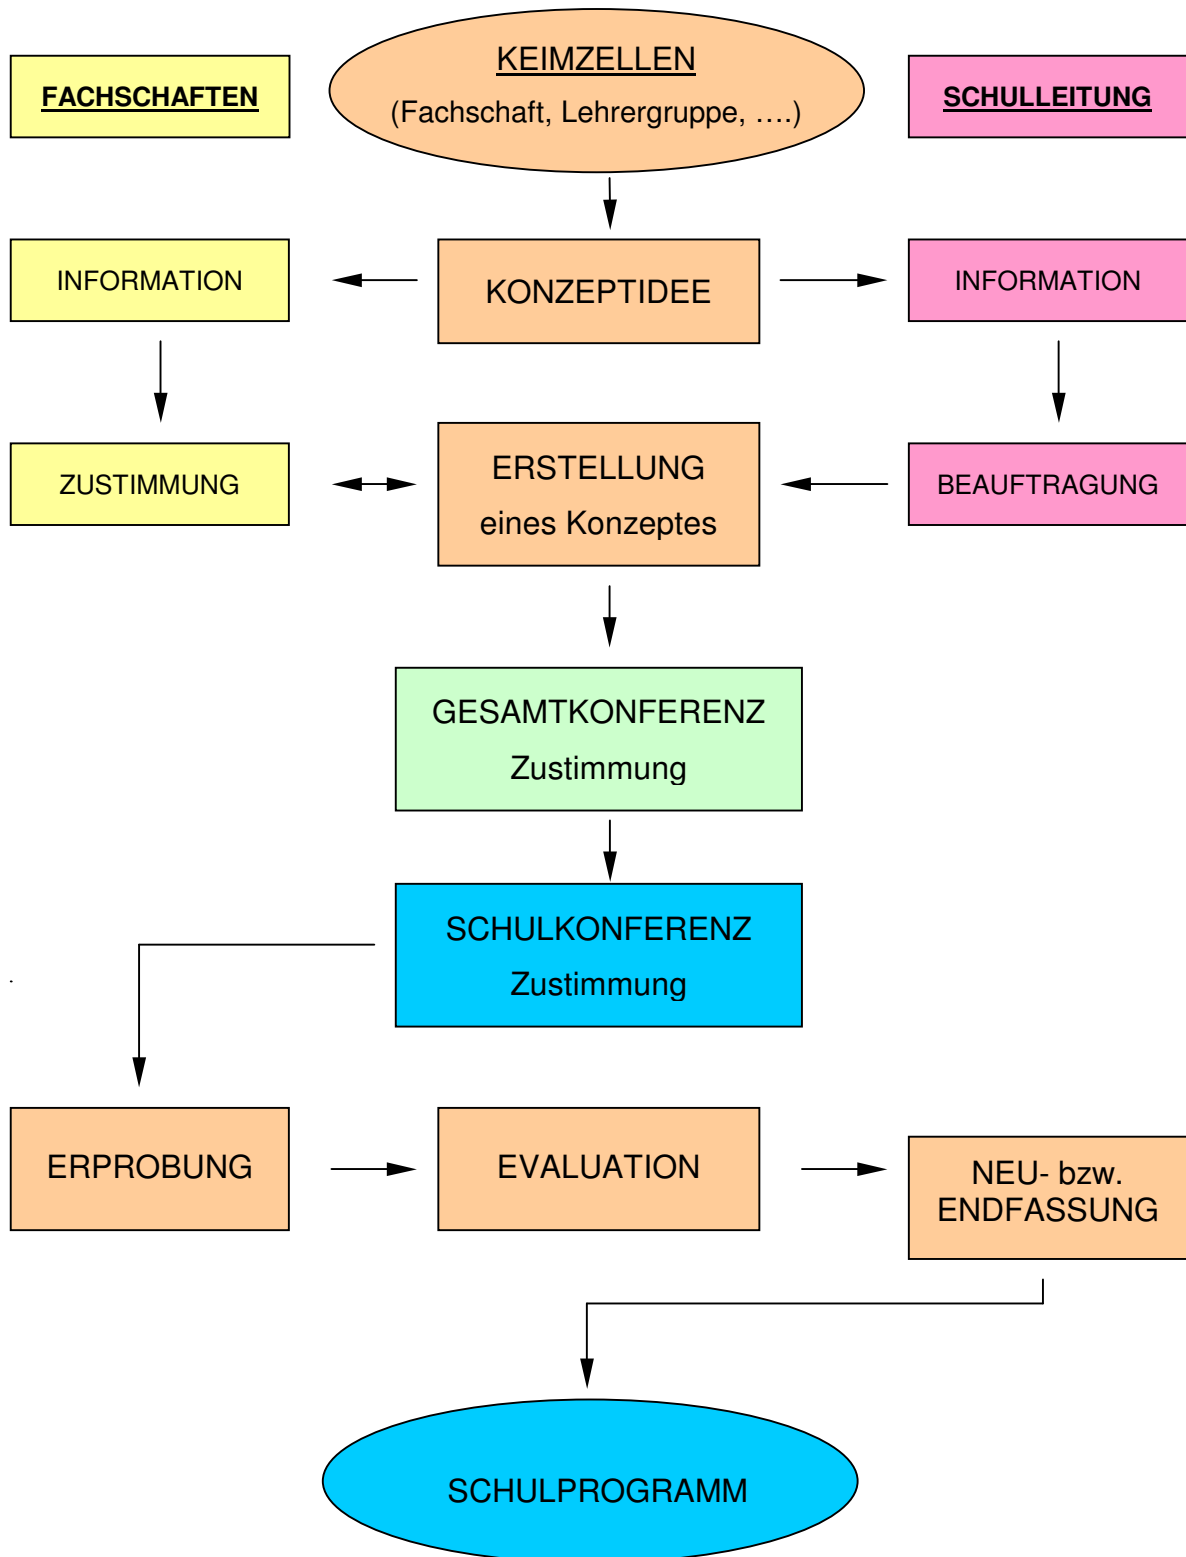 KEIMZELLEN
(Fachschaft, Lehrergruppe, ….)
FACHSCHAFTEN
SCHULLEITUNG
INFORMATION
KONZEPTIDEE
INFORMATION
ZUSTIMMUNG
ERSTELLUNG
eines Konzeptes
BEAUFTRAGUNG
GESAMTKONFERENZ
Zustimmung
SCHULKONFERENZ
Zustimmung
ERPROBUNG
EVALUATION
NEU- bzw.
ENDFASSUNG
SCHULPROGRAMM